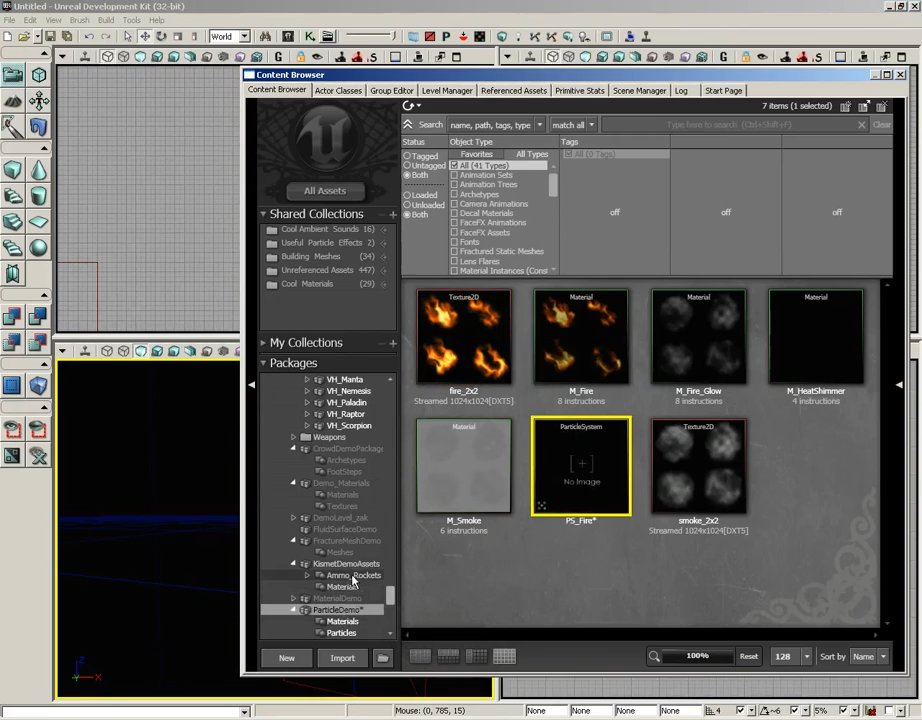 Untitled - Unreal Development Kit (32-bit)
File Edit View Brush Build Tools Help
World
G S G S
Content Browser
Content Browser Actor Classes Group Editor Level Manager Referenced Assets Primitive Stats Scene Manager Log Start Page
7 items (1 selected)
Search name, path, tags, type match all Type here to search (Ctrl+Shift+F) Clear
Status Object Type Tags
Tagged Favorites All Types All (0 Tags)
Untagged All (41 Types)
Both Animation Sets
Animation Trees
Loaded Archetypes
Unloaded Camera Animations
Both Decal Materials off off off
FaceFX Animations
FaceFX Assets
Fonts
Fractured Static Meshes
Lens Flares
Material Instances (Cons
All Assets
Shared Collections
Cool Ambient Sounds 16)
Useful Particle Effects 2)
Building Meshes (34)
Unreferenced Assets 447)
Cool Materials (29)
My Collections
Packages
VH_Manta
VH_Nemesis
VH_Paladin
VH_Raptor
VH_Scorpion
Weapons
CrowdDemoPackage
Archetypes
FootSteps
Demo_Materials
Materials
Textures
DemoLevel_zak
FluidSurfaceDemo
FractureMeshDemo
Meshes
KismetDemoAssets
Ammo_Rockets
Materials
MaterialDemo
ParticleDemo*
Materials
Particles
New Import
Texture2D Material Material Material
fire_2x2 M_Fire M_Fire_Glow M_HeatShimmer
Streamed 1024x1024[DXT5] 8 instructions 8 instructions 4 instructions
Material ParticleSystem Texture2D
No Image
M_Smoke PS_Fire* smoke_2x2
6 instructions Streamed 1024x1024[DXT5]
100% Reset 128 Sort by Name
Z
X
Mouse: (0, 785, 15) None None None None 4 ~6 5%